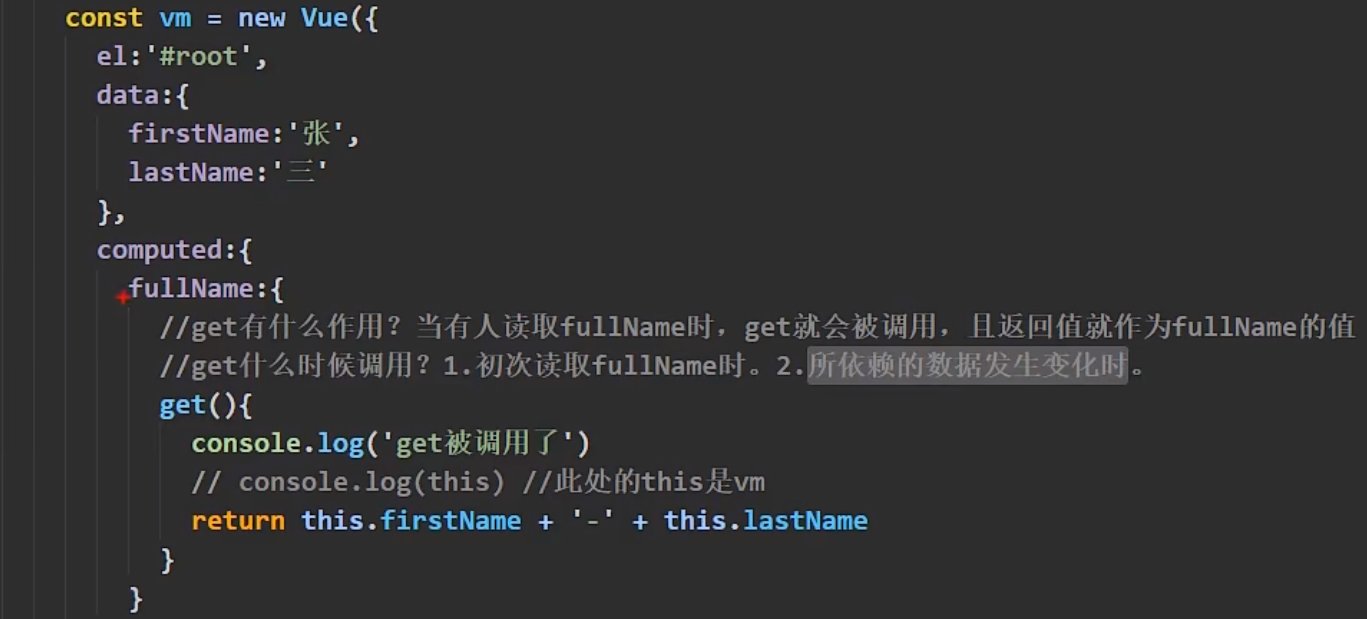 const vm = new Vue({
el:'#root',
data:{
firstName:'张',
lastName:'三'
},
computed:{
fullName:{
//get有什么作用？当有人读取fullName时，get就会被调用，且返回值就作为fullName的值
//get什么时候调用？1.初次读取fullName时。2.所依赖的数据发生变化时。
get(){
console.log('get被调用了')
// console.log(this) //此处的this是vm
return this.firstName + '-' + this.lastName
}
}